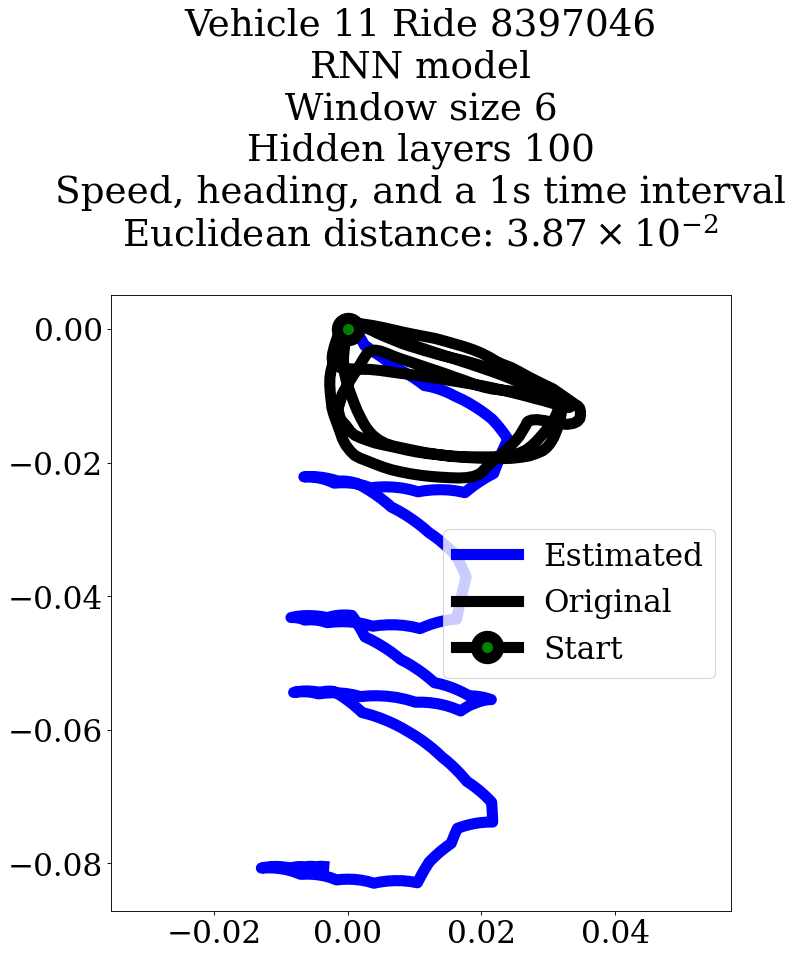 Vehicle 11 Ride 8397046
RNN model
Window size 6
Hidden layers 100
Speed, heading, and a 1s time interval
Euclidean distance: 3.87 × 10⁻²
0.00
−0.02
−0.04
−0.06
−0.08
Estimated
Original
Start
−0.02 0.00 0.02 0.04